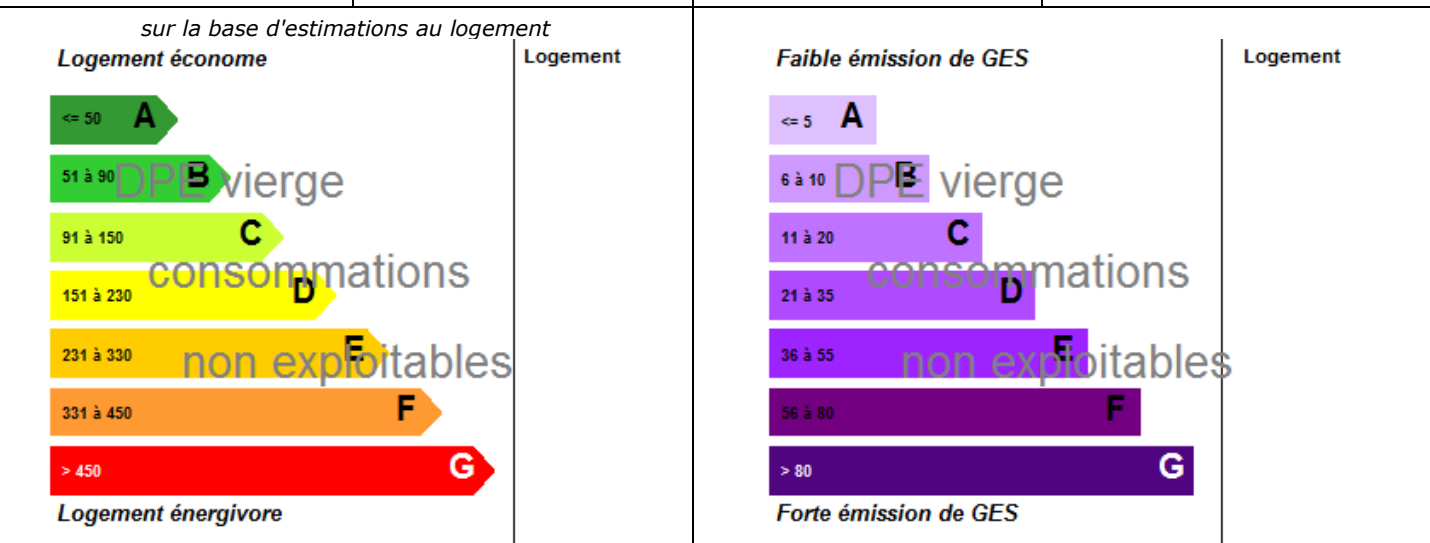 sur la base d'estimations au logement
Logement économe
Logement
<= 50 A
51 à 90 B
DPE vierge
91 à 150 C
consommations
151 à 230 D
231 à 330 E
non exploitables
331 à 450 F
> 450 G
Logement énergivore
Faible émission de GES
Logement
<= 5 A
6 à 10 B
DPE vierge
11 à 20 C
consommations
21 à 35 D
36 à 55 E
non exploitables
56 à 80 F
> 80 G
Forte émission de GES